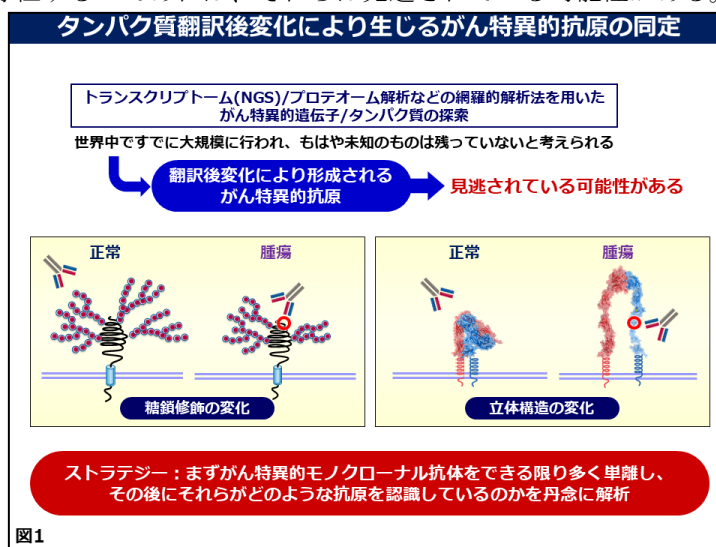 タンパク質翻訳後変化により生じるがん特異的抗原の同定
トランスクリプトーム(NGS)/プロテオーム解析などの網羅的解析法を用いた
がん特異的遺伝子/タンパク質の探索
世界中ですでに大規模に行われ、もはや未知のものは残っていないと考えられる
翻訳後変化により形成される
がん特異的抗原
見逃されている可能性がある
正常
腫瘍
糖鎖修飾の変化
正常
腫瘍
立体構造の変化
ストラテジー：まずがん特異的モノクローナル抗体をできる限り多く単離し、
その後にそれらがどのような抗原を認識しているのかを丹念に解析
図1